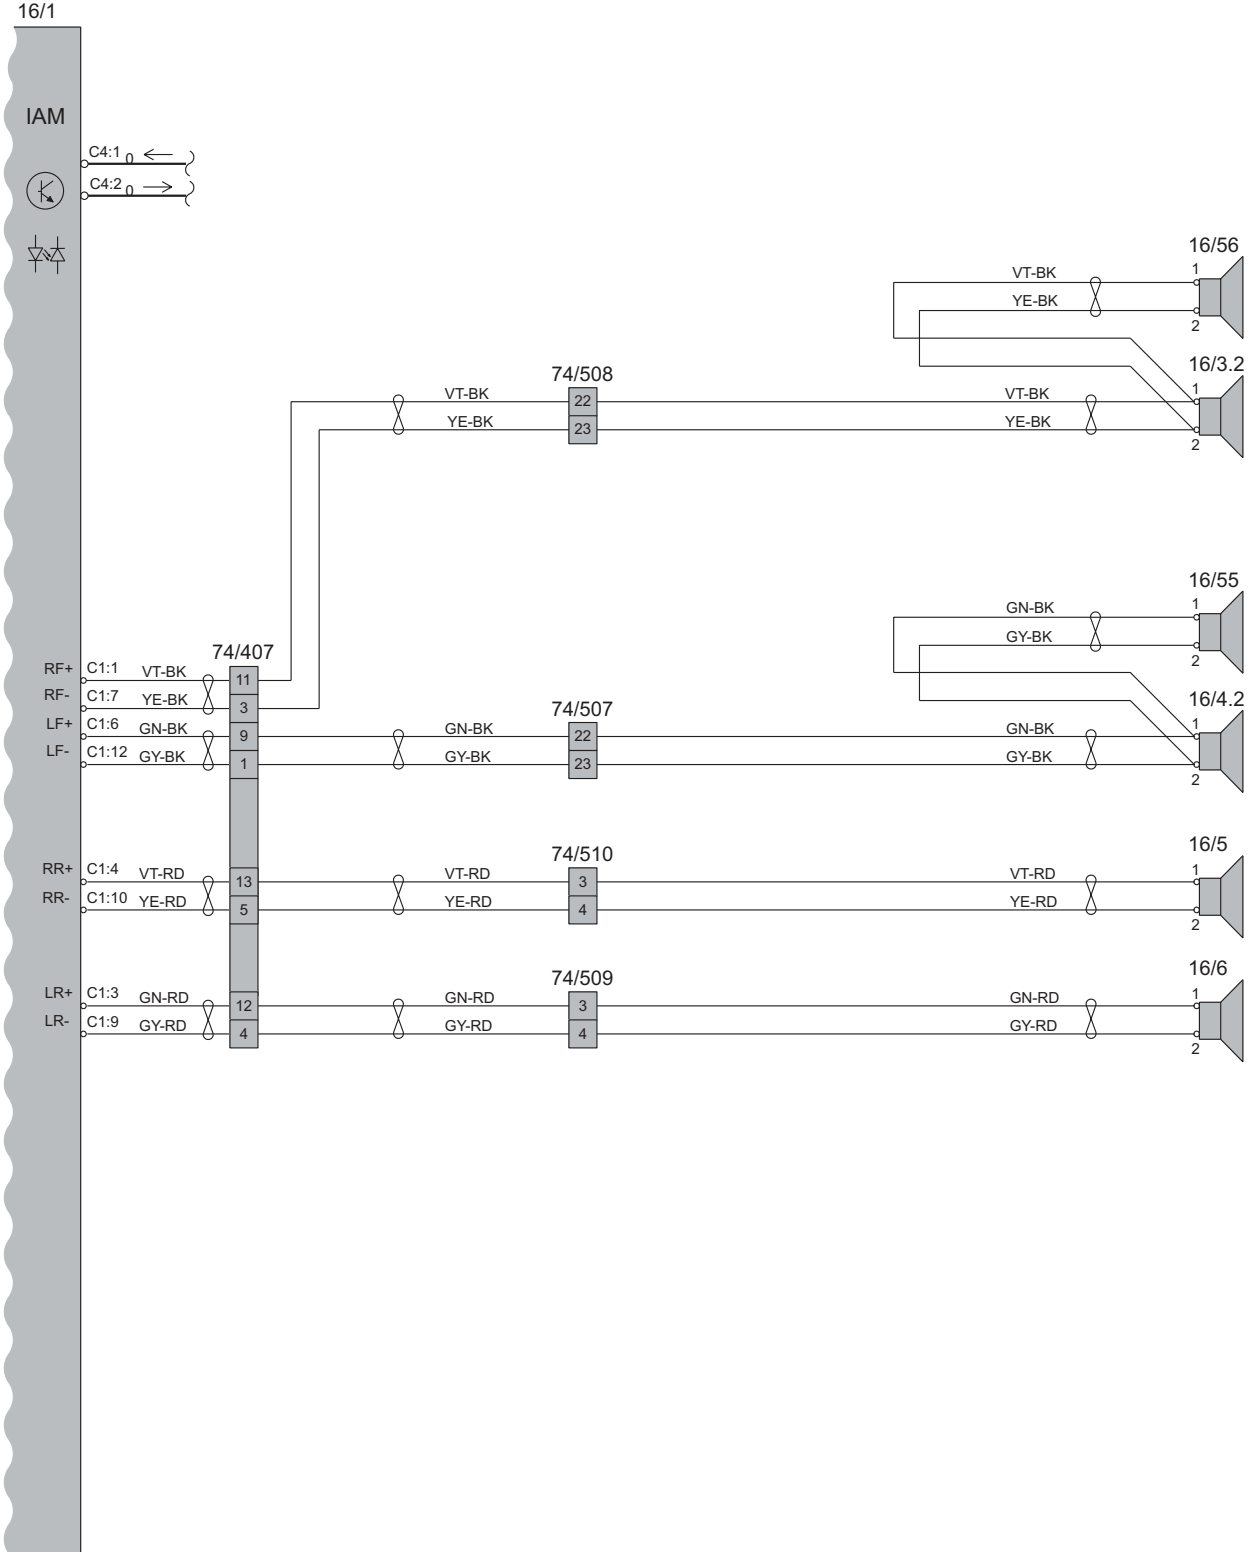 16/1
IAM
C4:1 0
C4:2 0
16/56
1
VT-BK
YE-BK
2
16/3.2
74/508
1
VT-BK 22 VT-BK
YE-BK 23 YE-BK
2
16/55
1
GN-BK
GY-BK
2
74/407
RF+ C1:1 VT-BK 11
RF- C1:7 YE-BK 3
16/4.2
74/507
1
LF+ C1:6 GN-BK 9 GN-BK 22 GN-BK
LF- C1:12 GY-BK 1 GY-BK 23 GY-BK
2
16/5
74/510
1
RR+ C1:4 VT-RD 13 VT-RD 3 VT-RD
RR- C1:10 YE-RD 5 YE-RD 4 YE-RD
2
16/6
74/509
1
LR+ C1:3 GN-RD 12 GN-RD 3 GN-RD
LR- C1:9 GY-RD 4 GY-RD 4 GY-RD
2